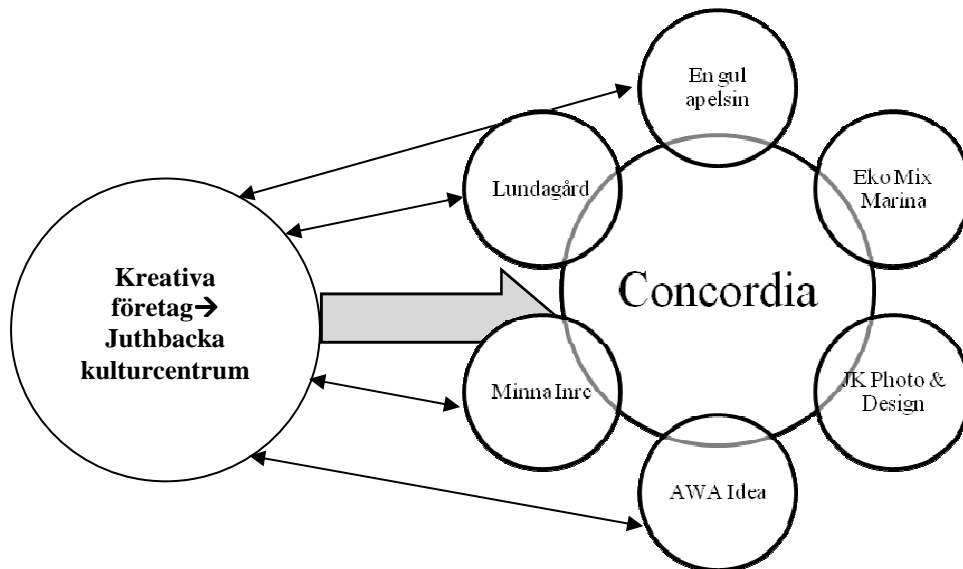 Kreativa
företag→
Juthbacka
kulturcentrum
En gul
apelsin
Lundagård
Eko Mix
Marina
Concordia
Minna Inre
JK Photo &
Design
AWA Idea